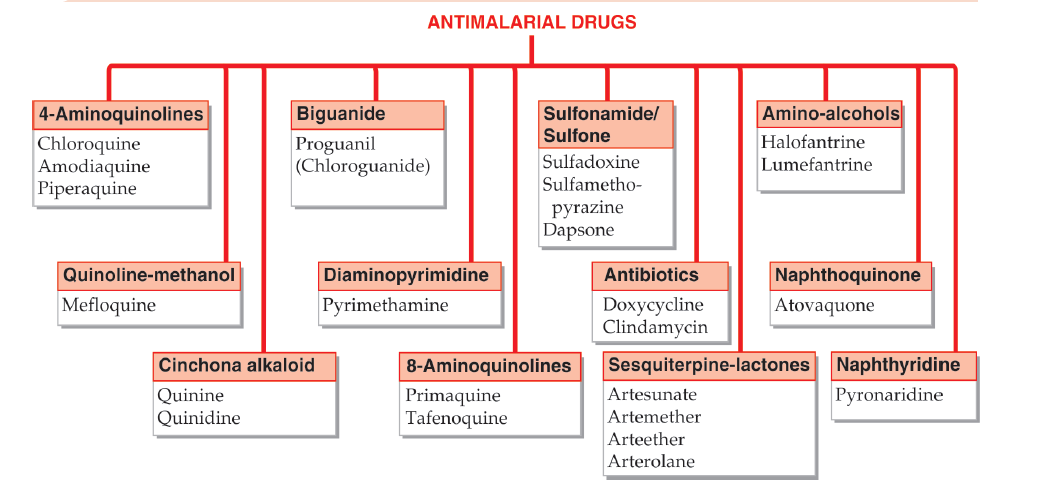 ANTIMALARIAL DRUGS
4-Aminoquinolines
Chloroquine
Amodiaquine
Piperaquine
Biguanide
Proguanil
(Chloroguanide)
Sulfonamide/
Sulfone
Sulfadoxine
Sulfametho-
pyrazine
Dapsone
Amino-alcohols
Halofantrine
Lumefantrine
Quinoline-methanol
Mefloquine
Diaminopyrimidine
Pyrimethamine
Antibiotics
Doxycycline
Clindamycin
Naphthoquinone
Atovaquone
Cinchona alkaloid
Quinine
Quinidine
8-Aminoquinolines
Primaquine
Tafenoquine
Sesquiterpine-lactones
Artesunate
Artemether
Arteether
Arterolane
Naphthyridine
Pyronaridine